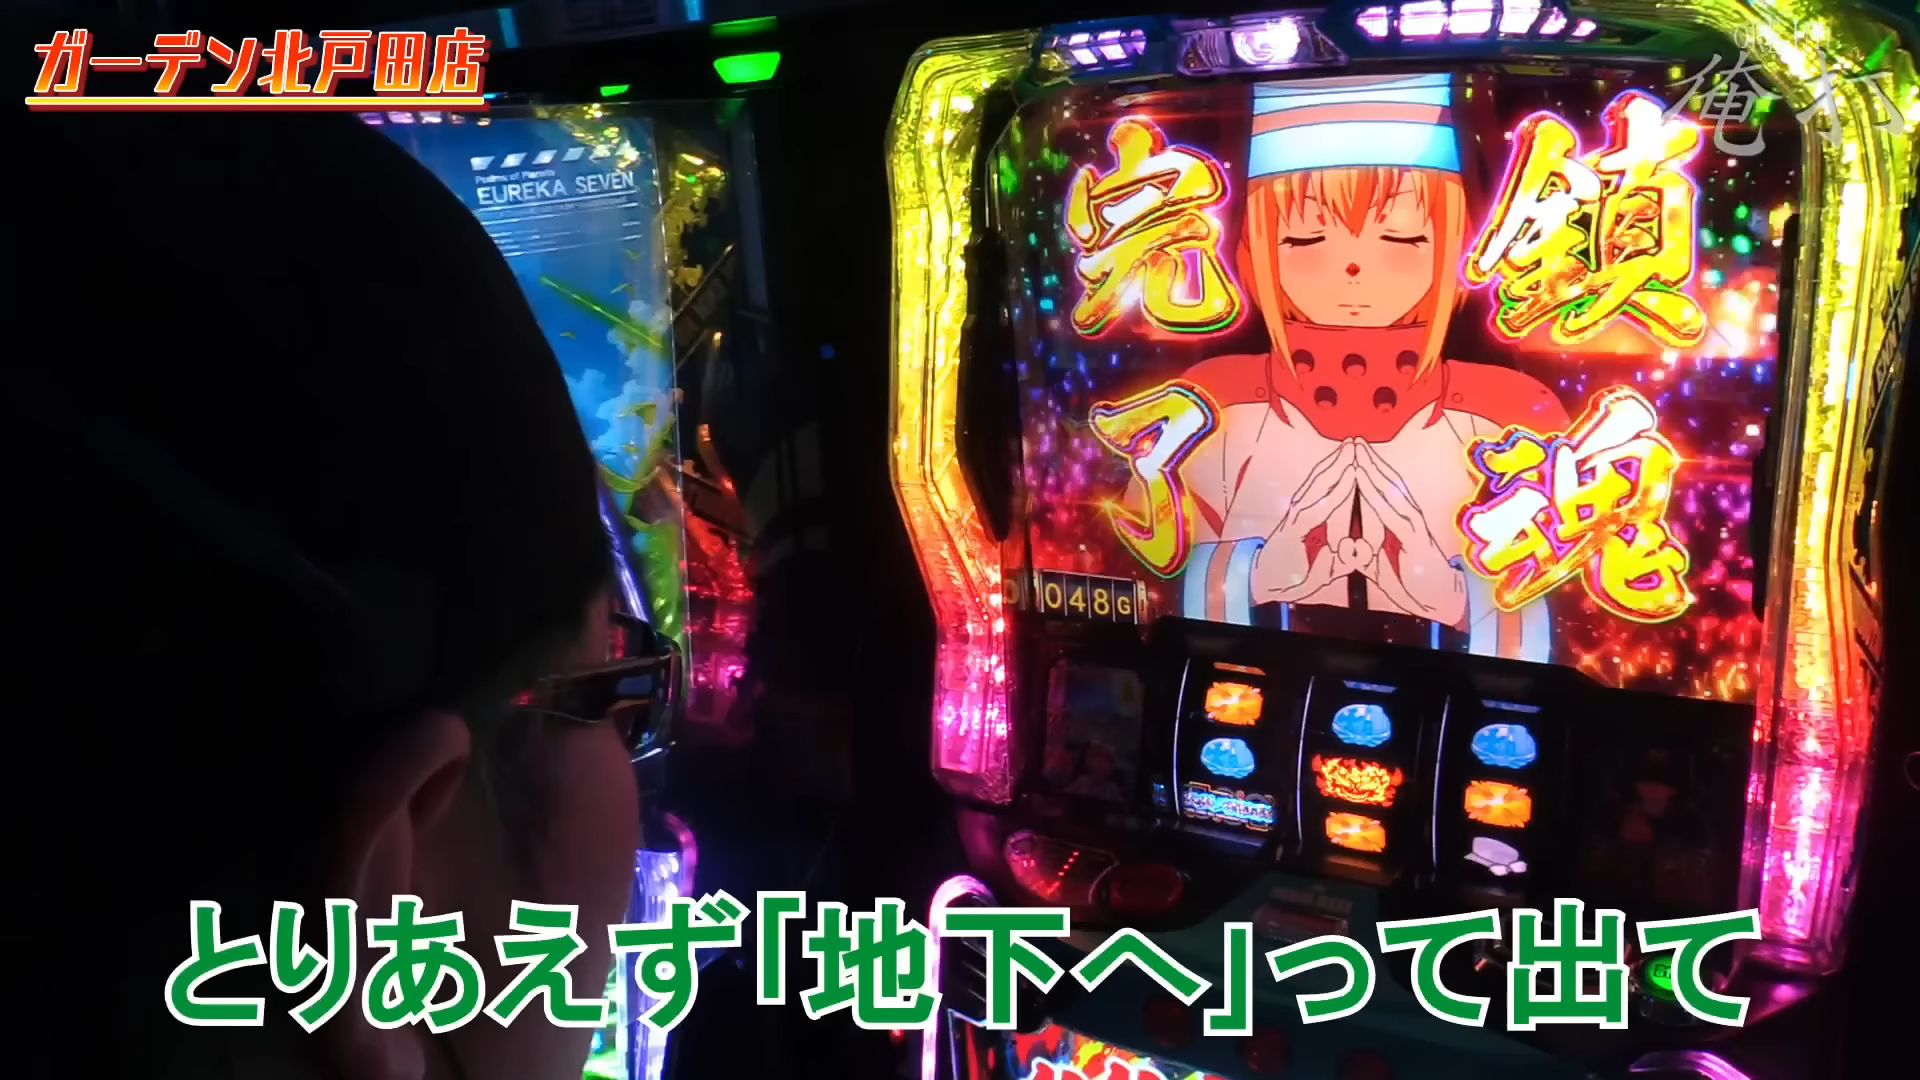 ガーデン北戸田店
俺打
EUREKA SEVEN
鎮魂
完了
048G
とりあえず「地下へ」って出て